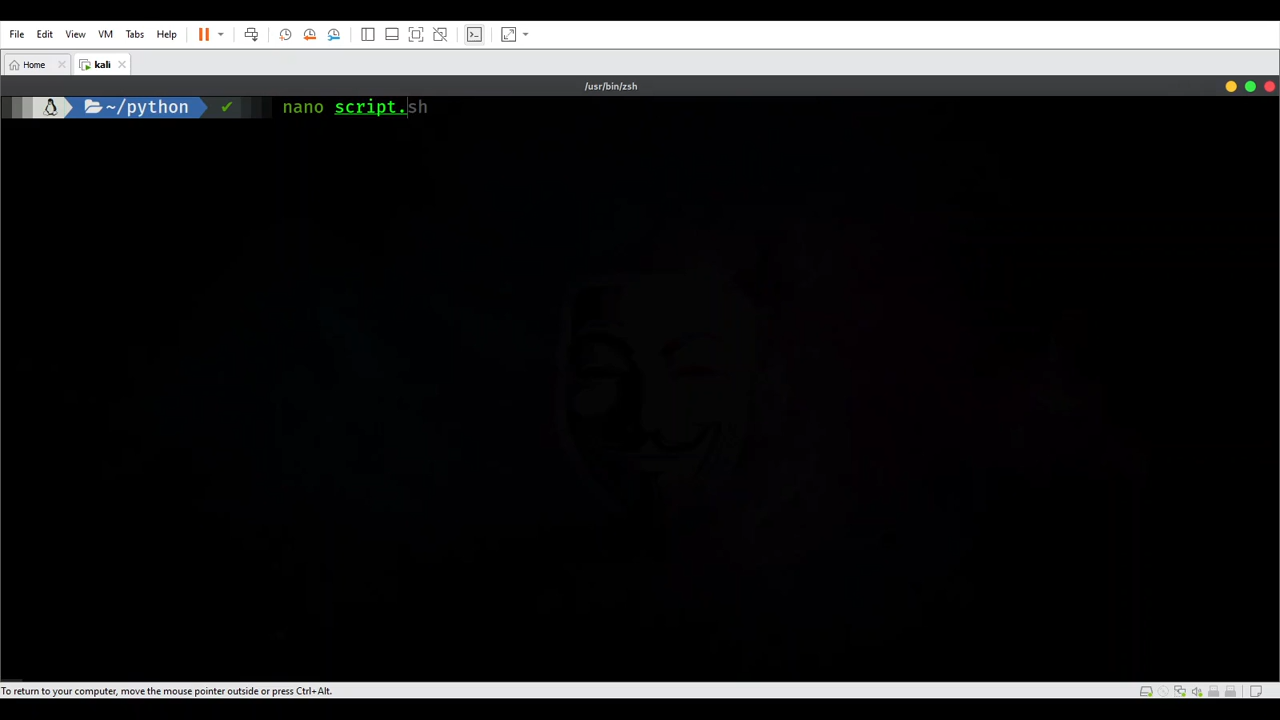 File Edit View VM Tabs Help
Home kali
/usr/bin/zsh
~/python ✔ nano script.sh
To return to your computer, move the mouse pointer outside or press Ctrl+Alt.